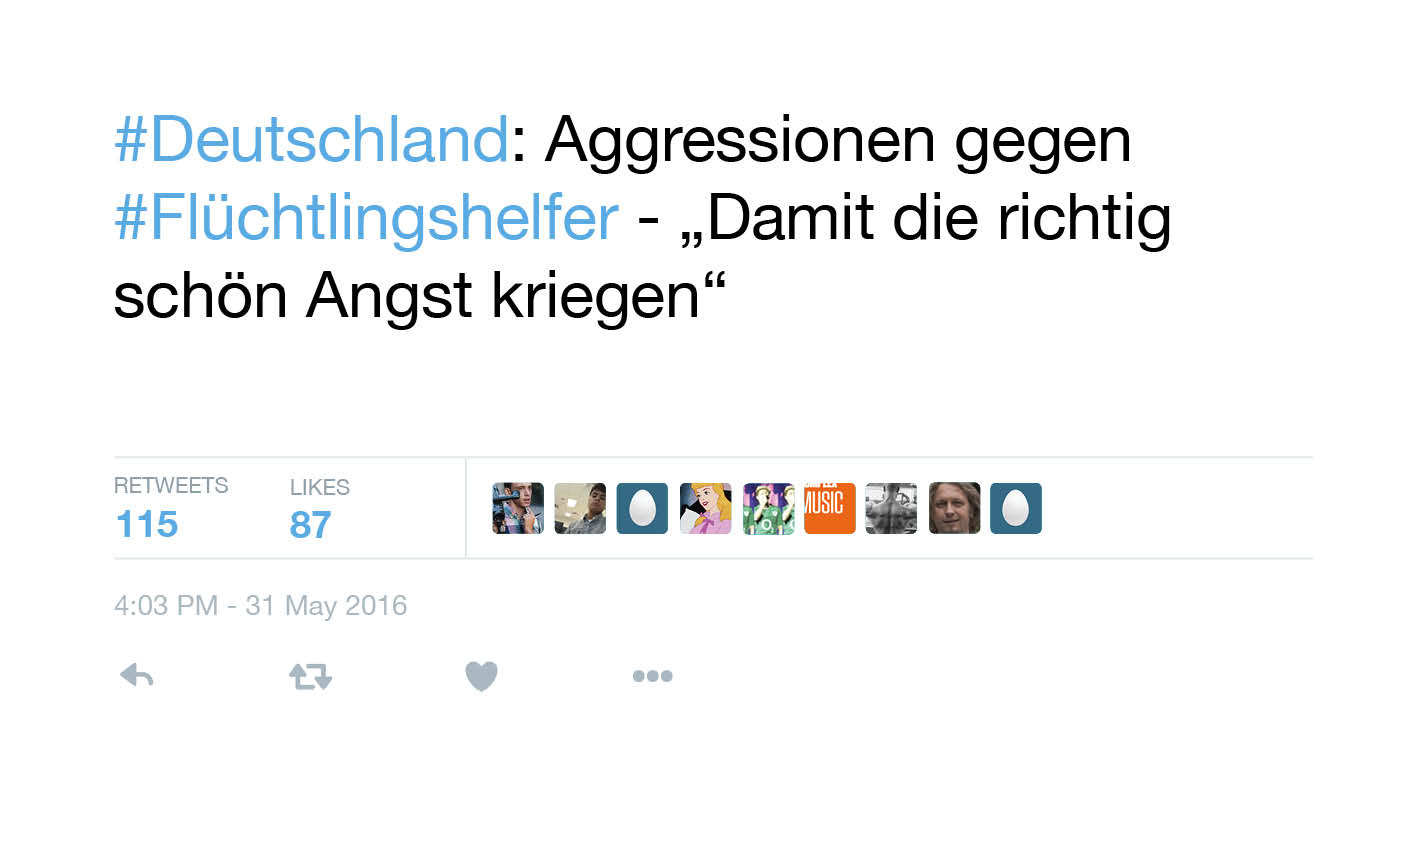 #Deutschland: Aggressionen gegen
#Flüchtlingshelfer - „Damit die richtig
schön Angst kriegen“
RETWEETS LIKES
115 87
MUSIC
4:03 PM - 31 May 2016